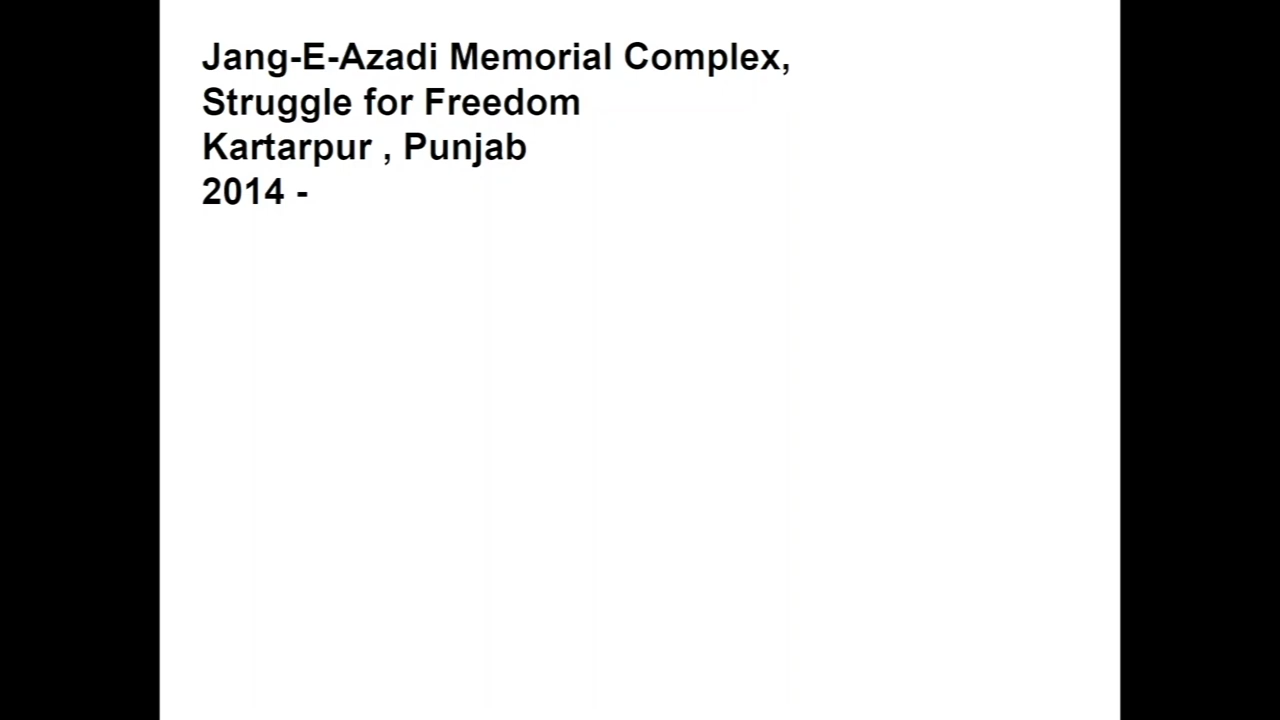 Jang-E-Azadi Memorial Complex,
Struggle for Freedom
Kartarpur , Punjab
2014 -